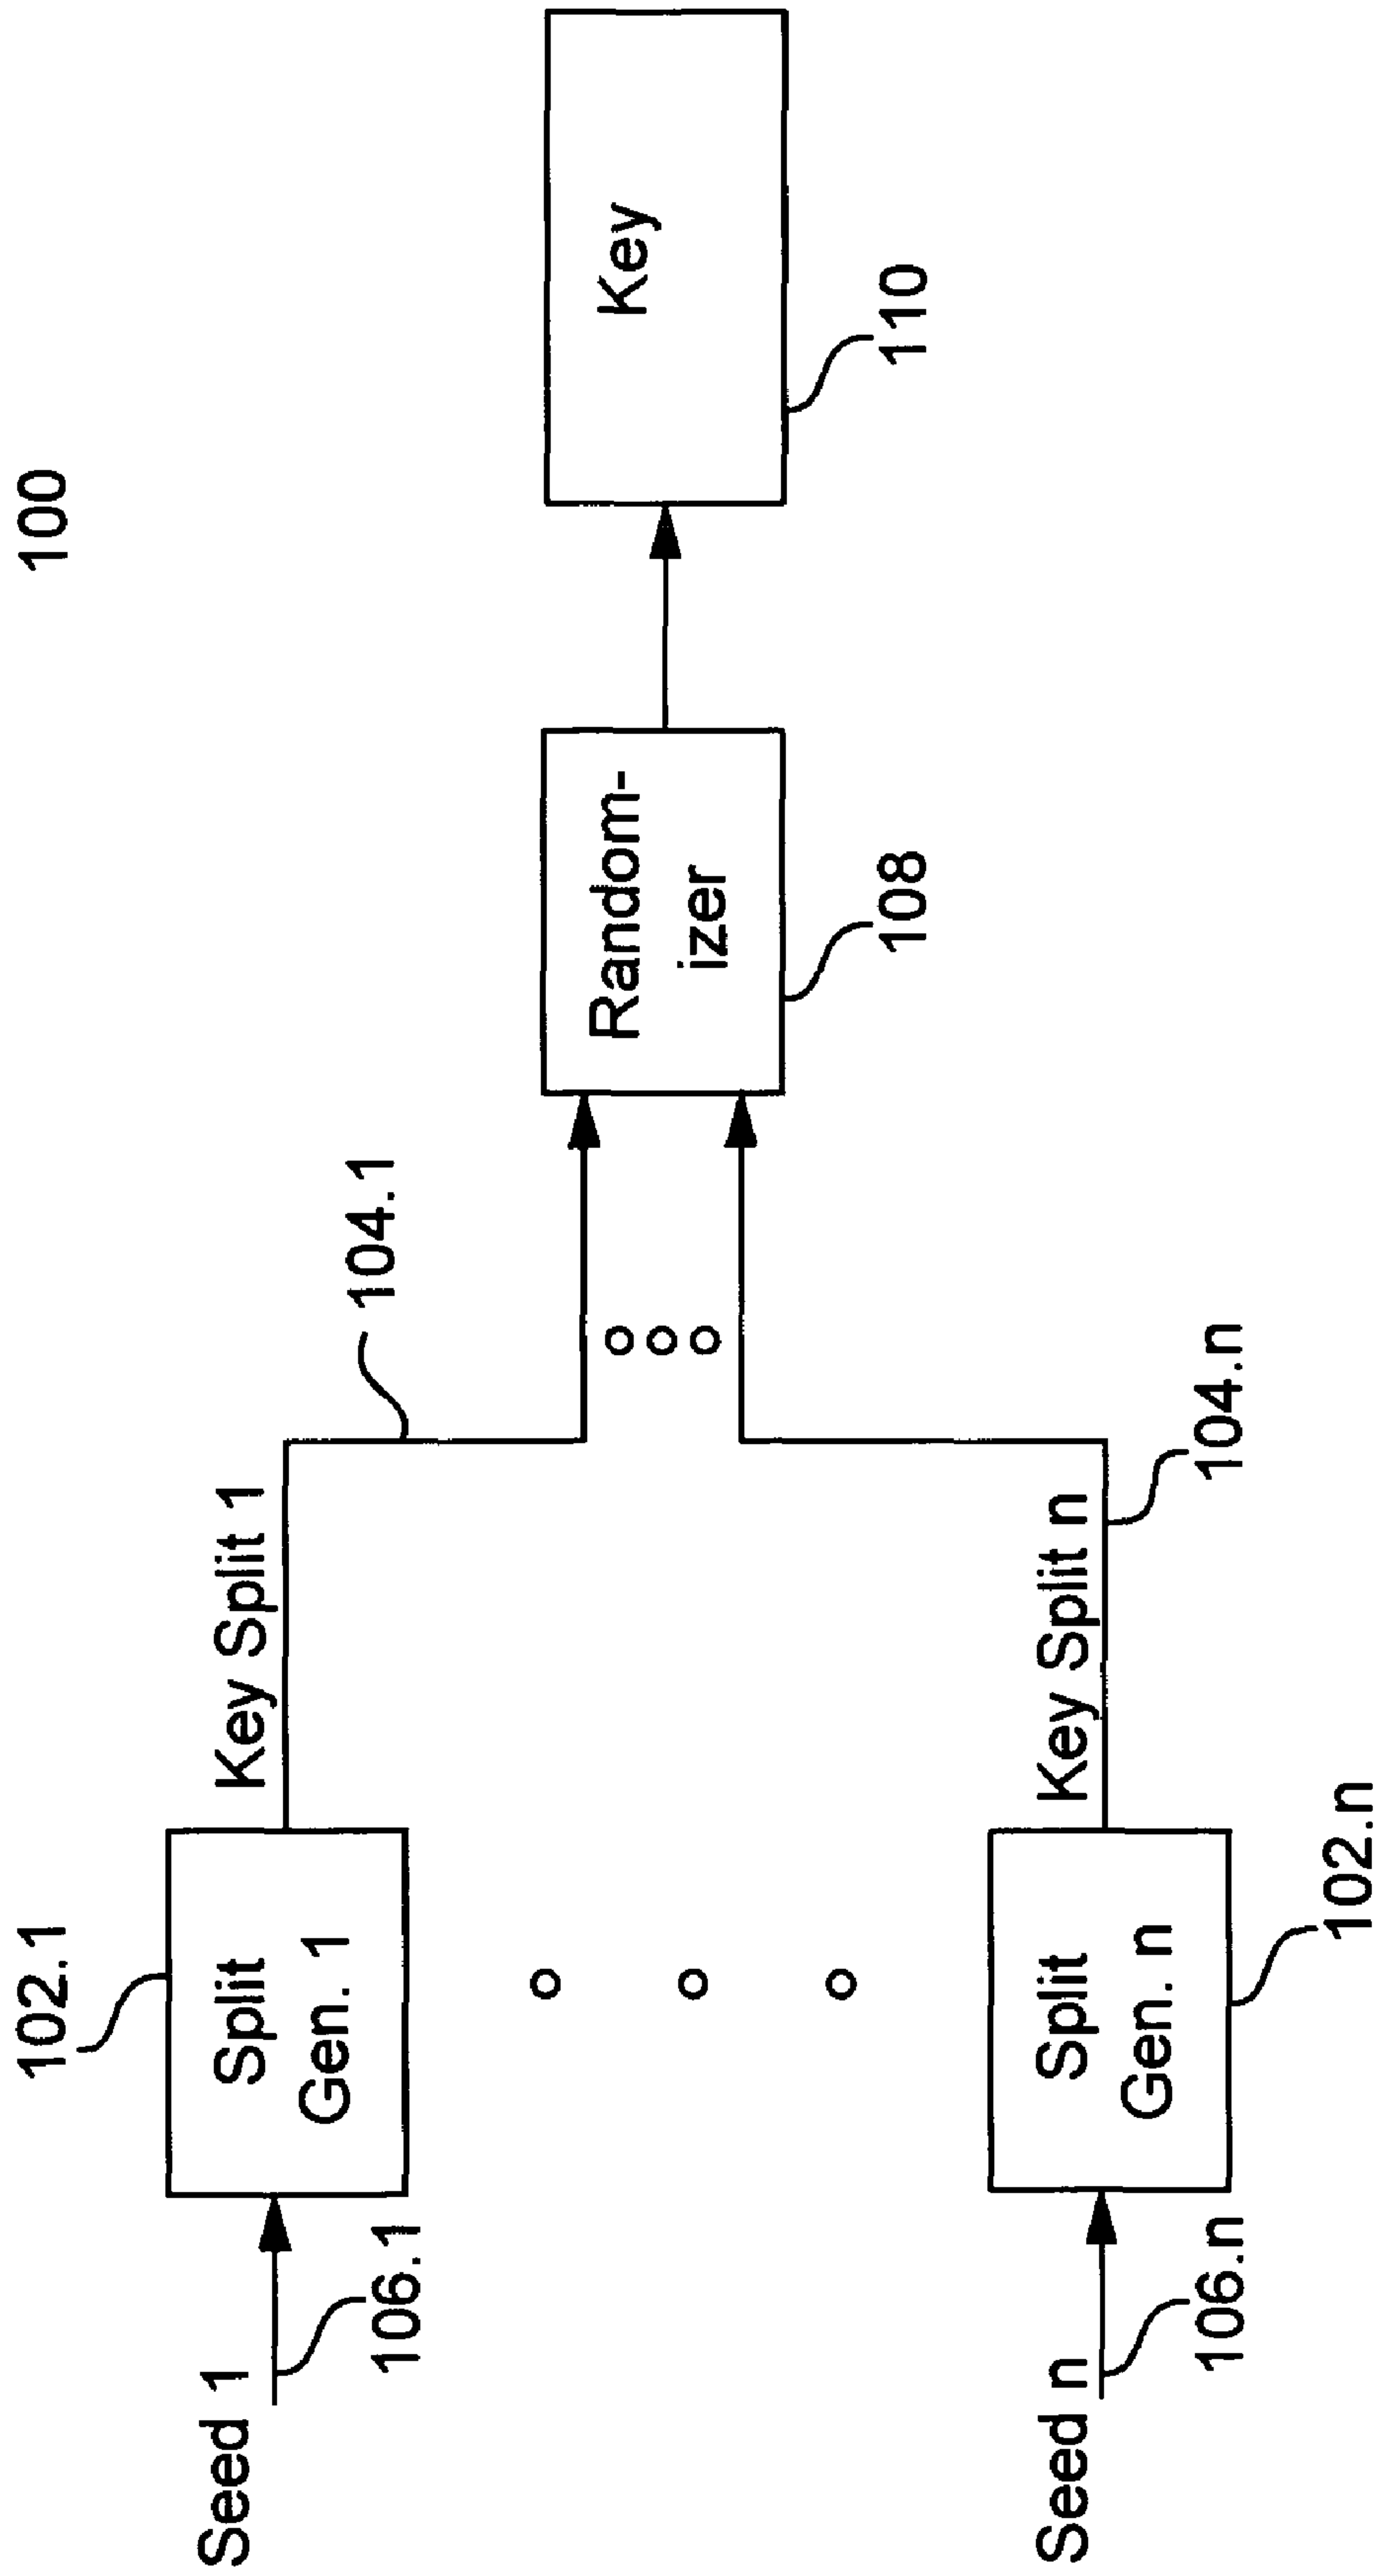 100
102.1
Split
Gen. 1
Seed 1
106.1
Key Split 1
104.1
Random-
izer
108
Key
110
Split
Gen. n
Seed n
106.n
Key Split n
104.n
102.n